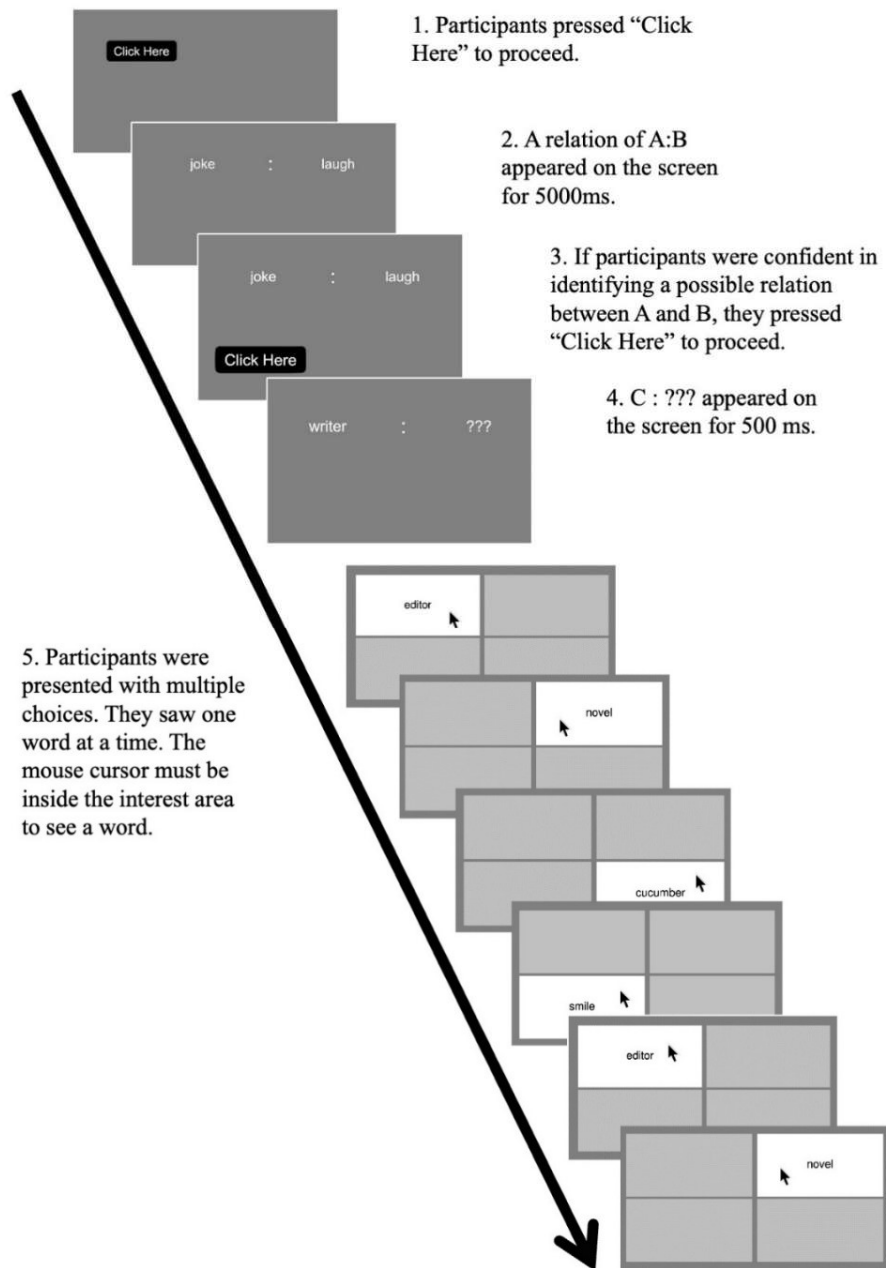 Click Here
1. Participants pressed “Click
Here” to proceed.
joke : laugh
2. A relation of A:B
appeared on the screen
for 5000ms.
joke : laugh
Click Here
3. If participants were confident in
identifying a possible relation
between A and B, they pressed
“Click Here” to proceed.
writer : ???
4. C : ??? appeared on
the screen for 500 ms.
5. Participants were
presented with multiple
choices. They saw one
word at a time. The
mouse cursor must be
inside the interest area
to see a word.
editor
novel
cucumber
smile
editor
novel